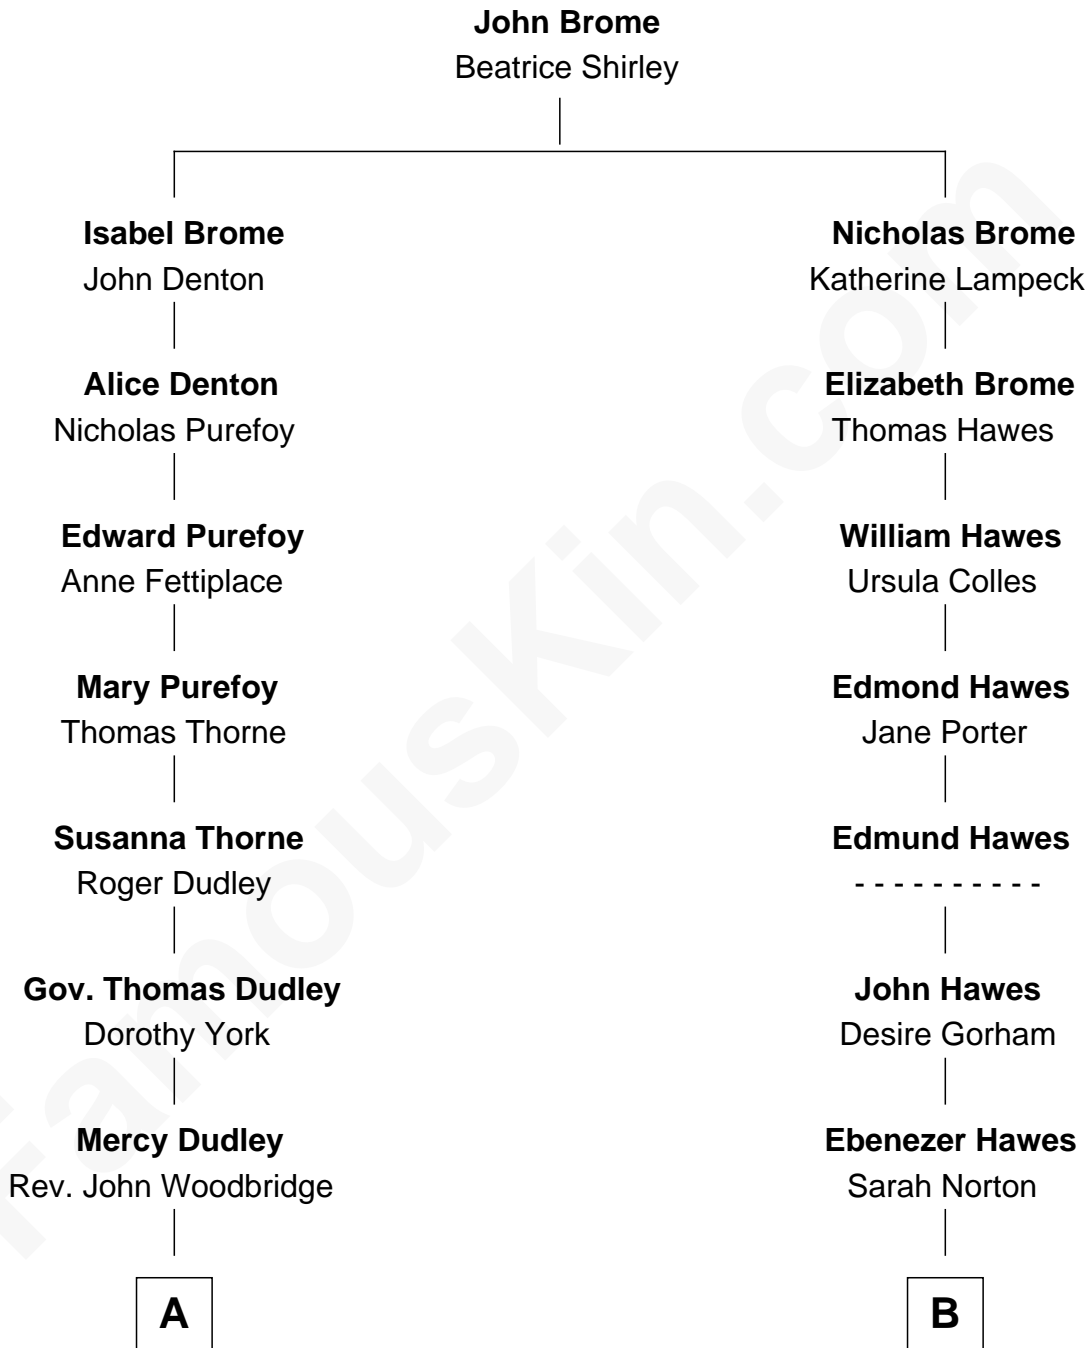 John Brome
Beatrice Shirley
Isabel Brome
John Denton
Nicholas Brome
Katherine Lampeck
Alice Denton
Nicholas Purefoy
Elizabeth Brome
Thomas Hawes
Edward Purefoy
Anne Fettiplace
William Hawes
Ursula Colles
Mary Purefoy
Thomas Thorne
Edmond Hawes
Jane Porter
Susanna Thorne
Roger Dudley
Edmund Hawes
- - - - - - - - - -
Gov. Thomas Dudley
Dorothy York
John Hawes
Desire Gorham
Mercy Dudley
Rev. John Woodbridge
Ebenezer Hawes
Sarah Norton
A
B
FamousKin.com